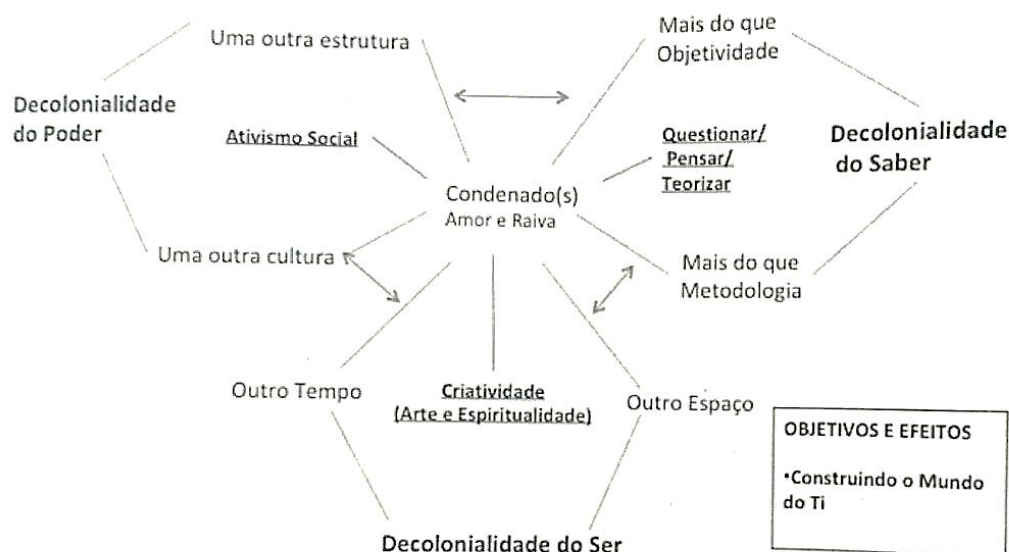 Uma outra estrutura
Mais do que
Objetividade
Decolonialidade
do Poder
Ativismo Social
Questionar/
Pensar/
Teorizar
Decolonialidade
do Saber
Condenado(s)
Amor e Raiva
Uma outra cultura
Mais do que
Metodologia
Outro Tempo
Criatividade
(Arte e Espiritualidade)
Outro Espaço
OBJETIVOS E EFEITOS
•Construindo o Mundo
do Ti
Decolonialidade do Ser